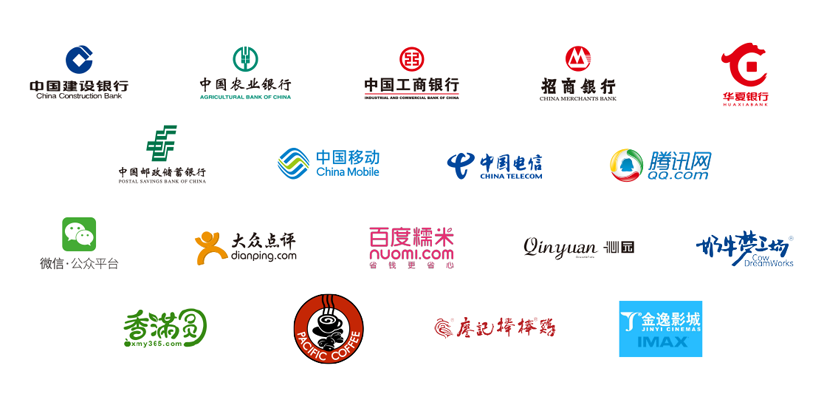 中国建设银行
China Construction Bank
中国农业银行
AGRICULTURAL BANK OF CHINA
中国工商银行
INDUSTRIAL AND COMMERCIAL BANK OF CHINA
招商银行
CHINA MERCHANTS BANK
华夏银行
HUAXIABANK
中国邮政储蓄银行
POSTAL SAVINGS BANK OF CHINA
中国移动
China Mobile
中国电信
CHINA TELECOM
腾讯网
QQ.com
微信·公众平台
大众点评
dianping.com
百度糯米
nuomi.com
省钱更省心
Qinyuan
奶牛梦工场
Cow
DreamWorks
香满圆
xmy365.com
PACIFIC COFFEE
廖记棒棒鸡
金逸影城
JINYI CINEMAS
IMAX